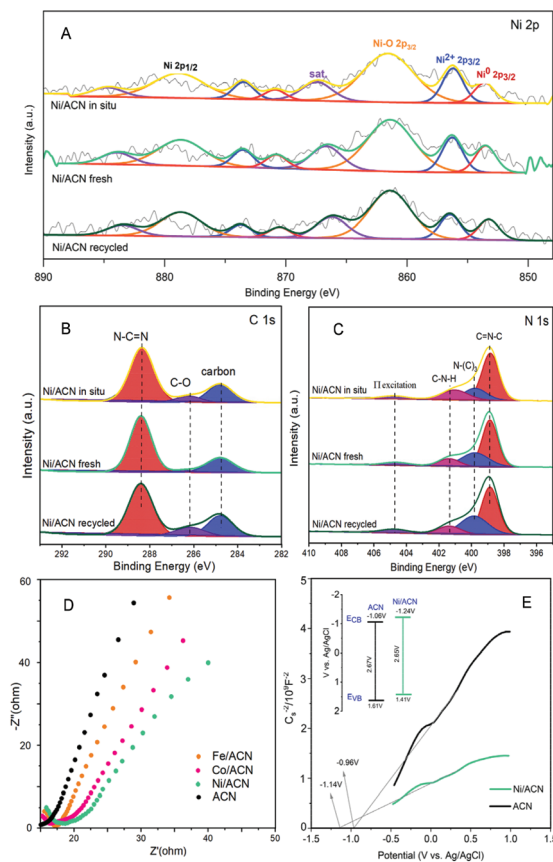 A
Ni 2p
Ni-O 2p3/2
Ni 2p1/2
sat.
Ni2+ 2p3/2
Ni0 2p3/2
Ni/ACN in situ
Ni/ACN fresh
Ni/ACN recycled
Intensity (a.u.)
890 880 870 860 850
Binding Energy (eV)
B
C 1s
N-C=N
C-O
carbon
Ni/ACN in situ
Ni/ACN fresh
Ni/ACN recycled
Intensity (a.u.)
292 290 288 286 284 282
Binding Energy (eV)
C
N 1s
C=N-C
N-(C)3
C-N-H
Π excitation
Ni/ACN in situ
Ni/ACN fresh
Ni/ACN recycled
Intensity (a.u.)
410 408 406 404 402 400 398 396
Binding Energy (eV)
D
-60
-40
-20
0
-Z''(ohm)
Fe/ACN
Co/ACN
Ni/ACN
ACN
10 20 30 40 50
Z'(ohm)
E
6
5
4
3
2
1
0
Cs-2/109F-2
ACN
Ni/ACN
-1.06V
-1.24V
ECB
EVB
-2
-1
0
1
2
V vs. Ag/AgCl
2.67V
2.65V
1.61V
1.41V
-0.96V
-1.14V
Ni/ACN
ACN
-1.5 -1.0 -0.5 0.0 0.5 1.0 1.5
Potential (V vs. Ag/AgCl)